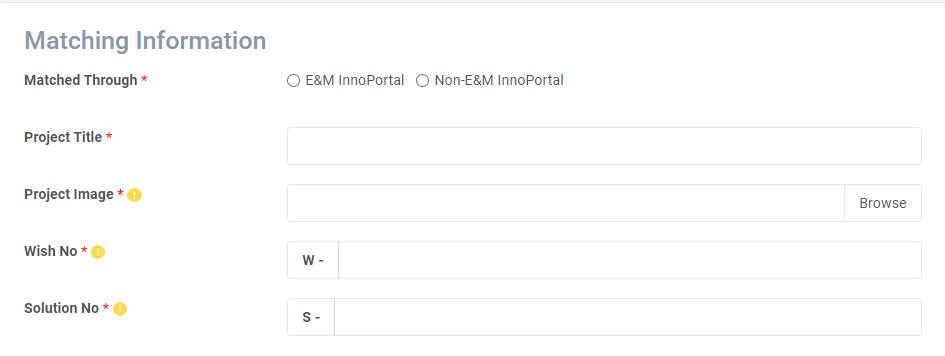 Matching Information
Matched Through * E&M InnoPortal Non-E&M InnoPortal
Project Title *
Project Image * ! Browse
Wish No * ! W -
Solution No * ! S -